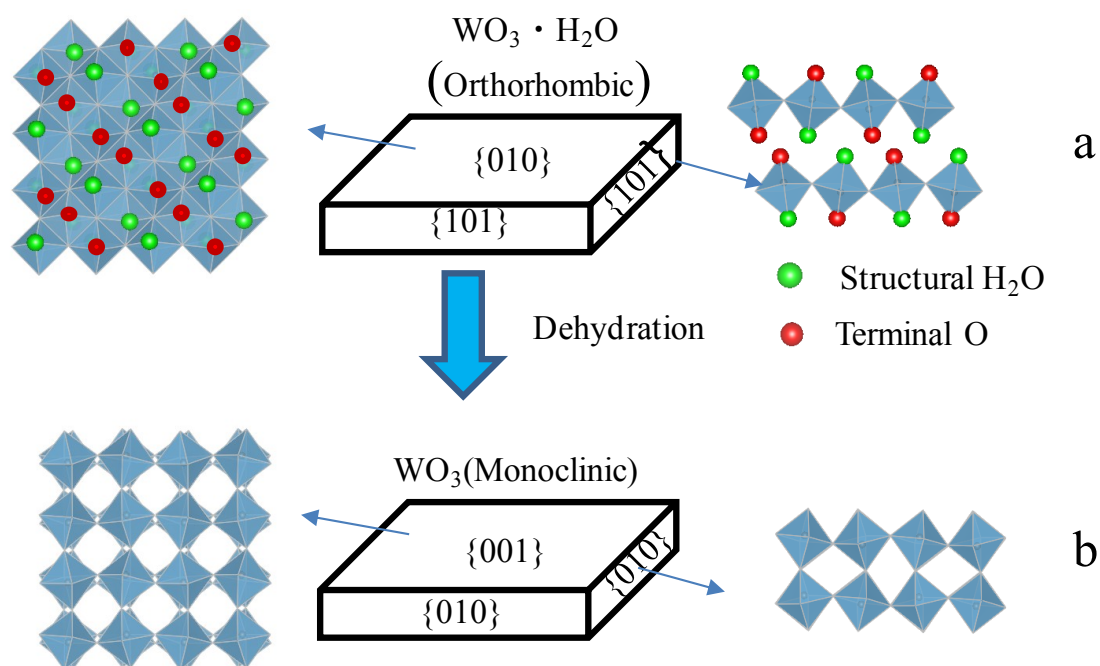 WO₃・H₂O
(Orthorhombic)
{010}
{101}
{101}
a
Structural H₂O
Terminal O
Dehydration
WO₃(Monoclinic)
{001}
{010}
{010}
b